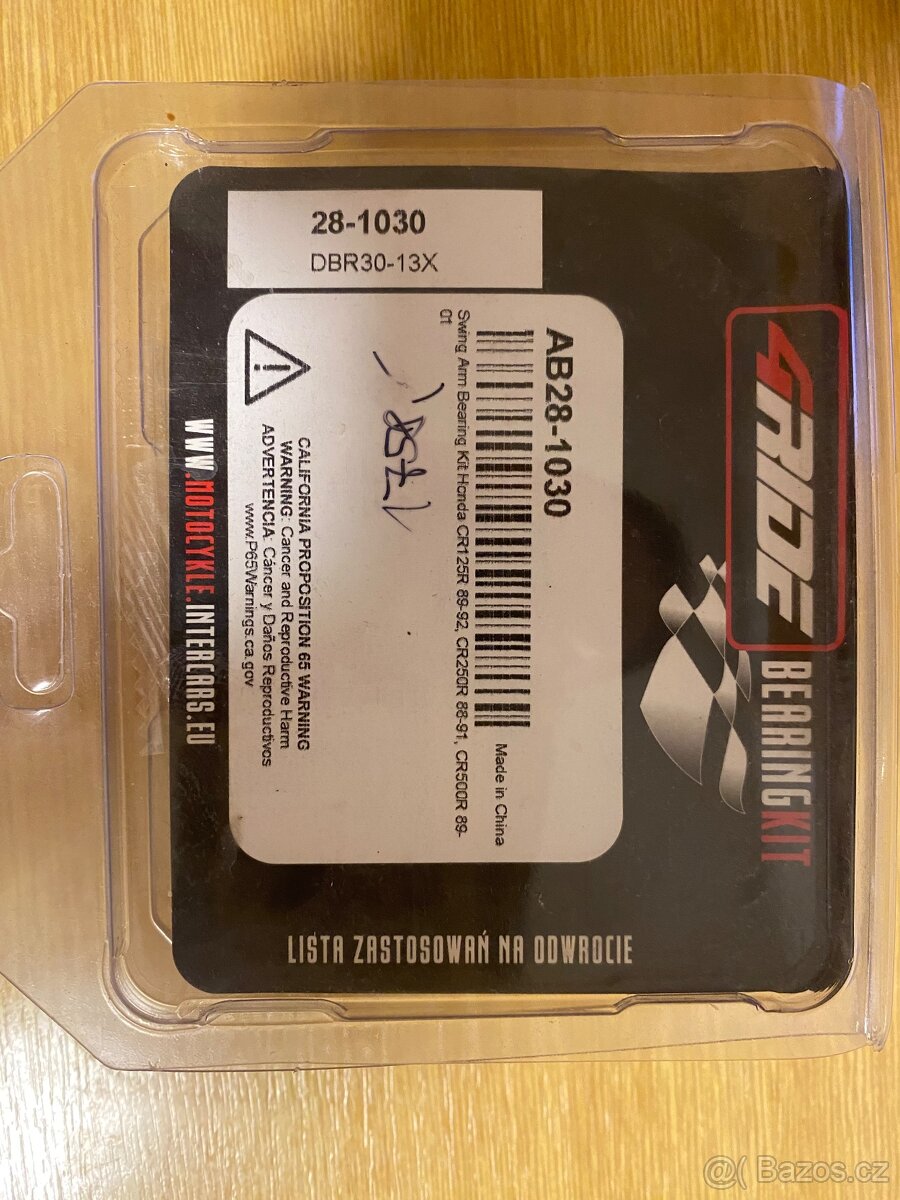 28-1030
DBR30-13X
4RIDE
BEARINGKIT
AB28-1030
Made in China
Swing Arm Bearing Kit Honda CR125R 89-92, CR250R 88-91, CR500R 89-
01
CALIFORNIA PROPOSITION 65 WARNING
WARNING: Cancer and Reproductive Harm
ADVERTENCIA: Cáncer y Daños Reproductivos
www.P65Warnings.ca.gov
WWW.MOTOCYKLE.INTERCARS.EU
LISTA ZASTOSOWAŃ NA ODWROCIE
@( Bazos.cz